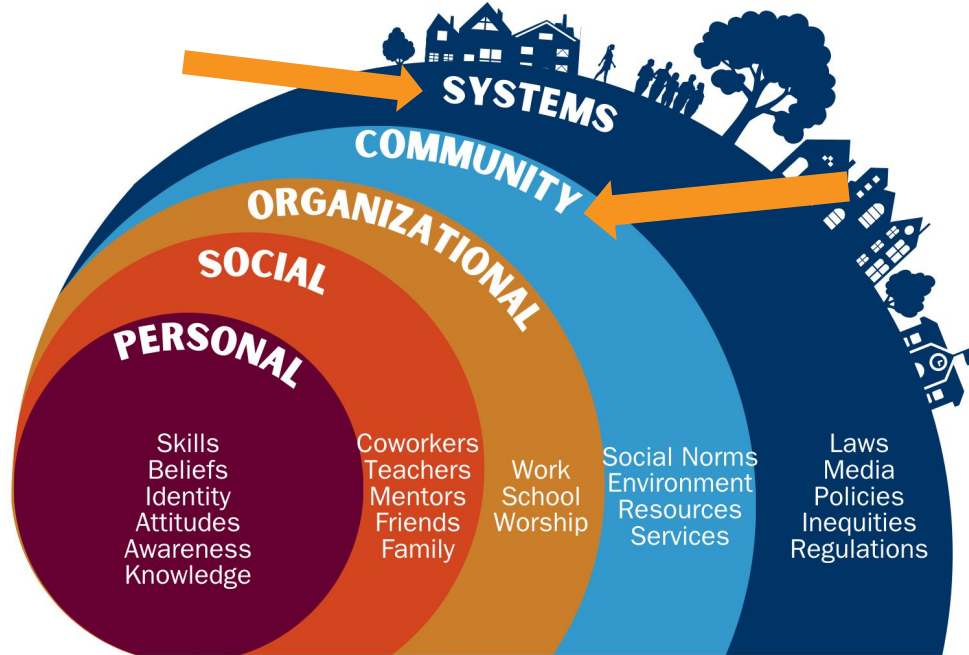 SYSTEMS
COMMUNITY
ORGANIZATIONAL
SOCIAL
PERSONAL
Skills
Beliefs
Identity
Attitudes
Awareness
Knowledge
Coworkers
Teachers
Mentors
Friends
Family
Work
School
Worship
Social Norms
Environment
Resources
Services
Laws
Media
Policies
Inequities
Regulations